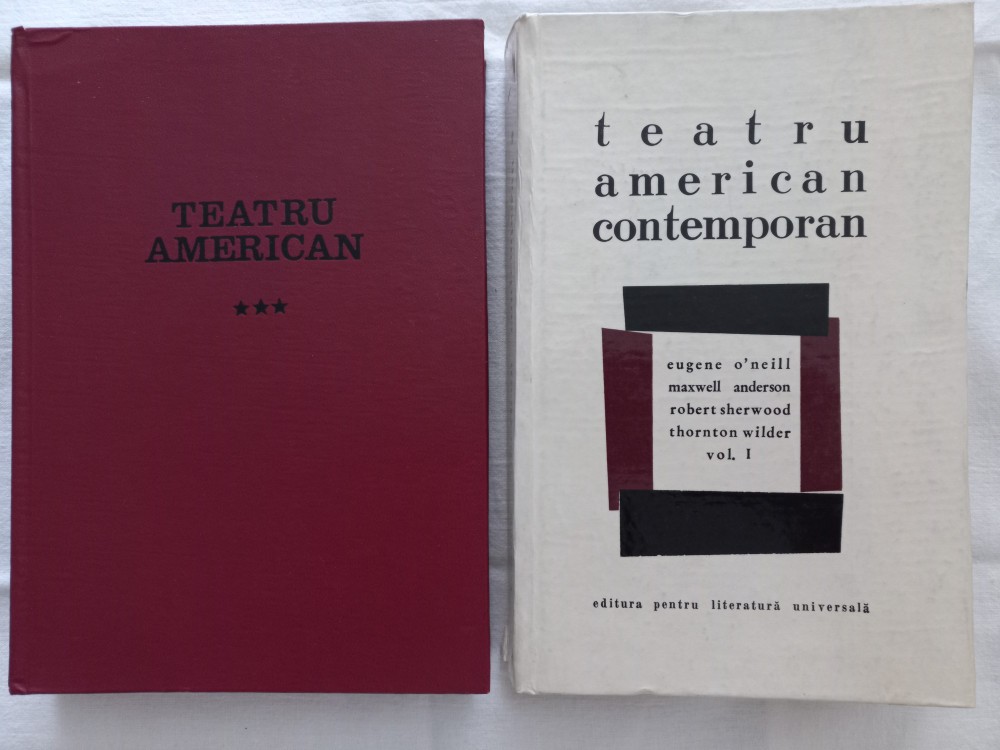 TEATRU
AMERICAN
★★★
teatru
american
contemporan
eugene o'neill
maxwell anderson
robert sherwood
thornton wilder
vol. I
editura pentru literatură universală